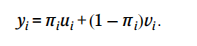 yᵢ = πᵢuᵢ + (1 − πᵢ)vᵢ.